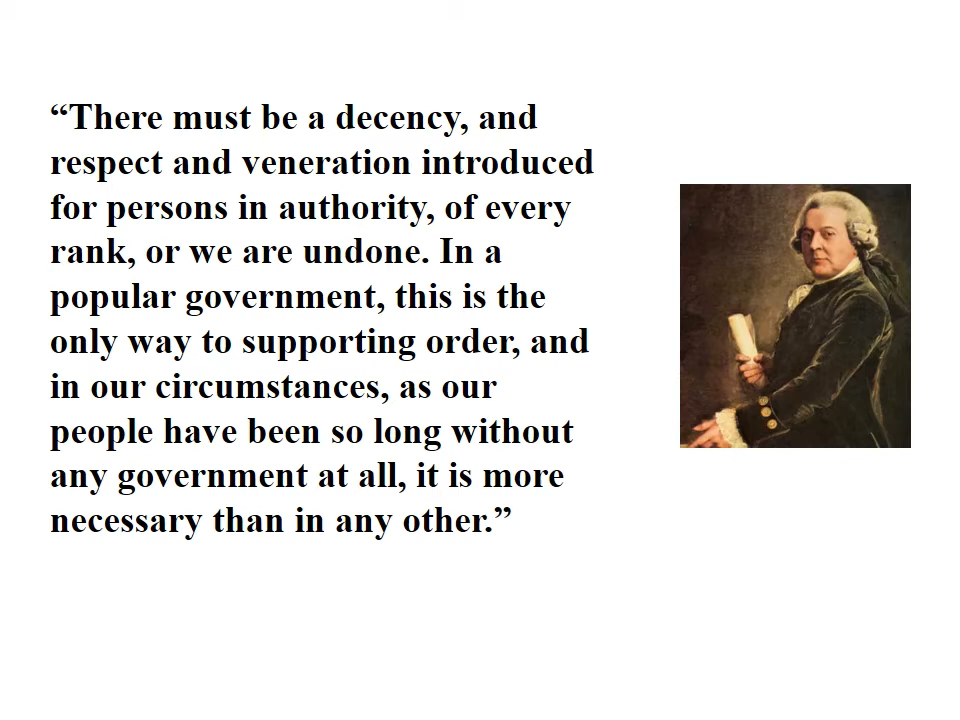 “There must be a decency, and
respect and veneration introduced
for persons in authority, of every
rank, or we are undone. In a
popular government, this is the
only way to supporting order, and
in our circumstances, as our
people have been so long without
any government at all, it is more
necessary than in any other.”